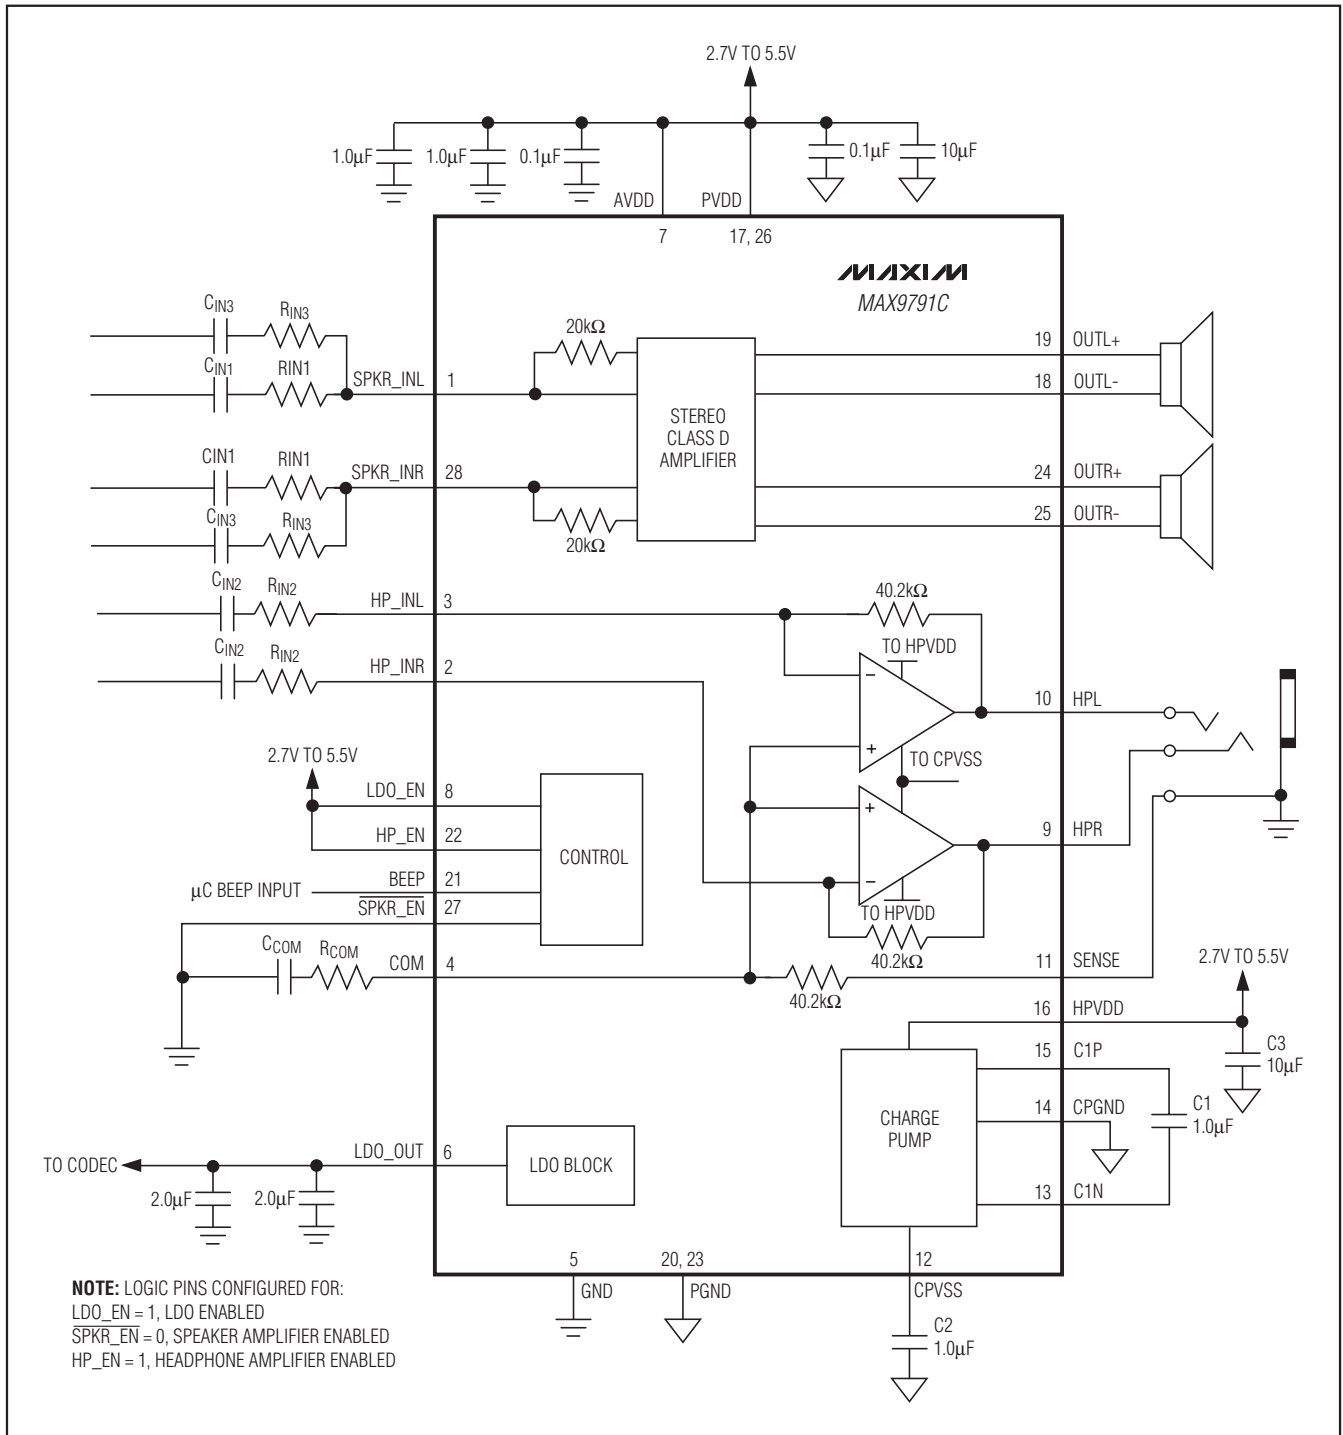 2.7V TO 5.5V
1.0µF
1.0µF
0.1µF
0.1µF
10µF
AVDD
PVDD
7
17, 26
MAXIM
MAX9791C
CIN3
RIN3
CIN1
RIN1
SPKR_INL
1
20kΩ
STEREO
CLASS D
AMPLIFIER
19
OUTL+
18
OUTL-
CIN1
RIN1
SPKR_INR
28
CIN3
RIN3
20kΩ
24
OUTR+
25
OUTR-
CIN2
RIN2
HP_INL
3
40.2kΩ
CIN2
RIN2
HP_INR
2
TO HPVDD
−
+
10
HPL
TO CPVSS
2.7V TO 5.5V
LDO_EN
8
HP_EN
22
BEEP
21
µC BEEP INPUT
SPKR_EN
27
CONTROL
+
−
9
HPR
TO HPVDD
40.2kΩ
CCOM
RCOM
COM
4
40.2kΩ
11
SENSE
2.7V TO 5.5V
16
HPVDD
C3
10µF
15
C1P
CHARGE
PUMP
14
CPGND
C1
1.0µF
13
C1N
TO CODEC
LDO_OUT
6
LDO BLOCK
2.0µF
2.0µF
5
GND
20, 23
PGND
12
CPVSS
C2
1.0µF
NOTE: LOGIC PINS CONFIGURED FOR:
LDO_EN = 1, LDO ENABLED
SPKR_EN = 0, SPEAKER AMPLIFIER ENABLED
HP_EN = 1, HEADPHONE AMPLIFIER ENABLED